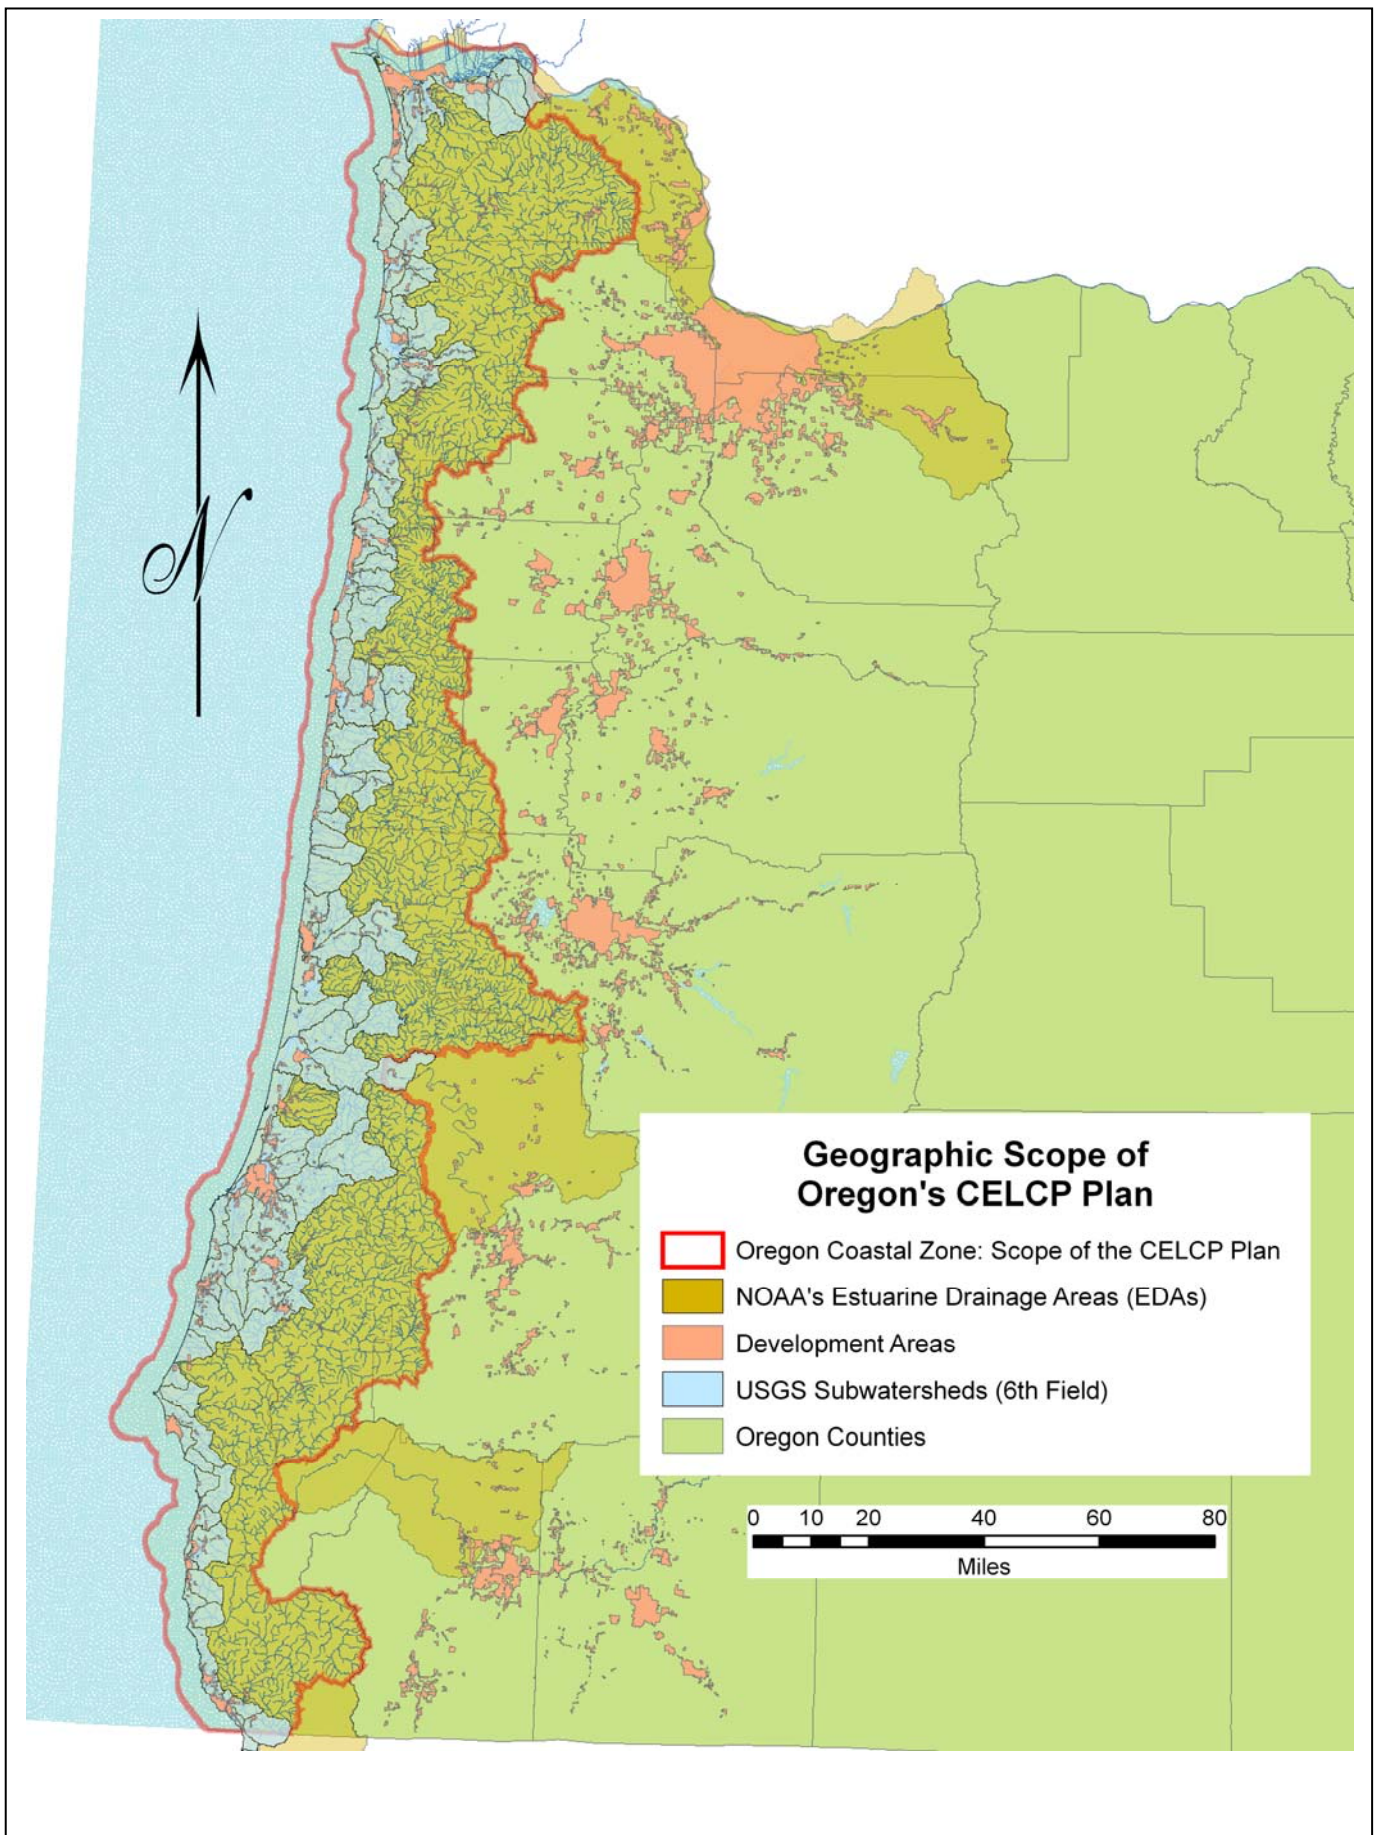 N
Geographic Scope of
Oregon's CELCP Plan
Oregon Coastal Zone: Scope of the CELCP Plan
NOAA's Estuarine Drainage Areas (EDAs)
Development Areas
USGS Subwatersheds (6th Field)
Oregon Counties
0 10 20 40 60 80
Miles